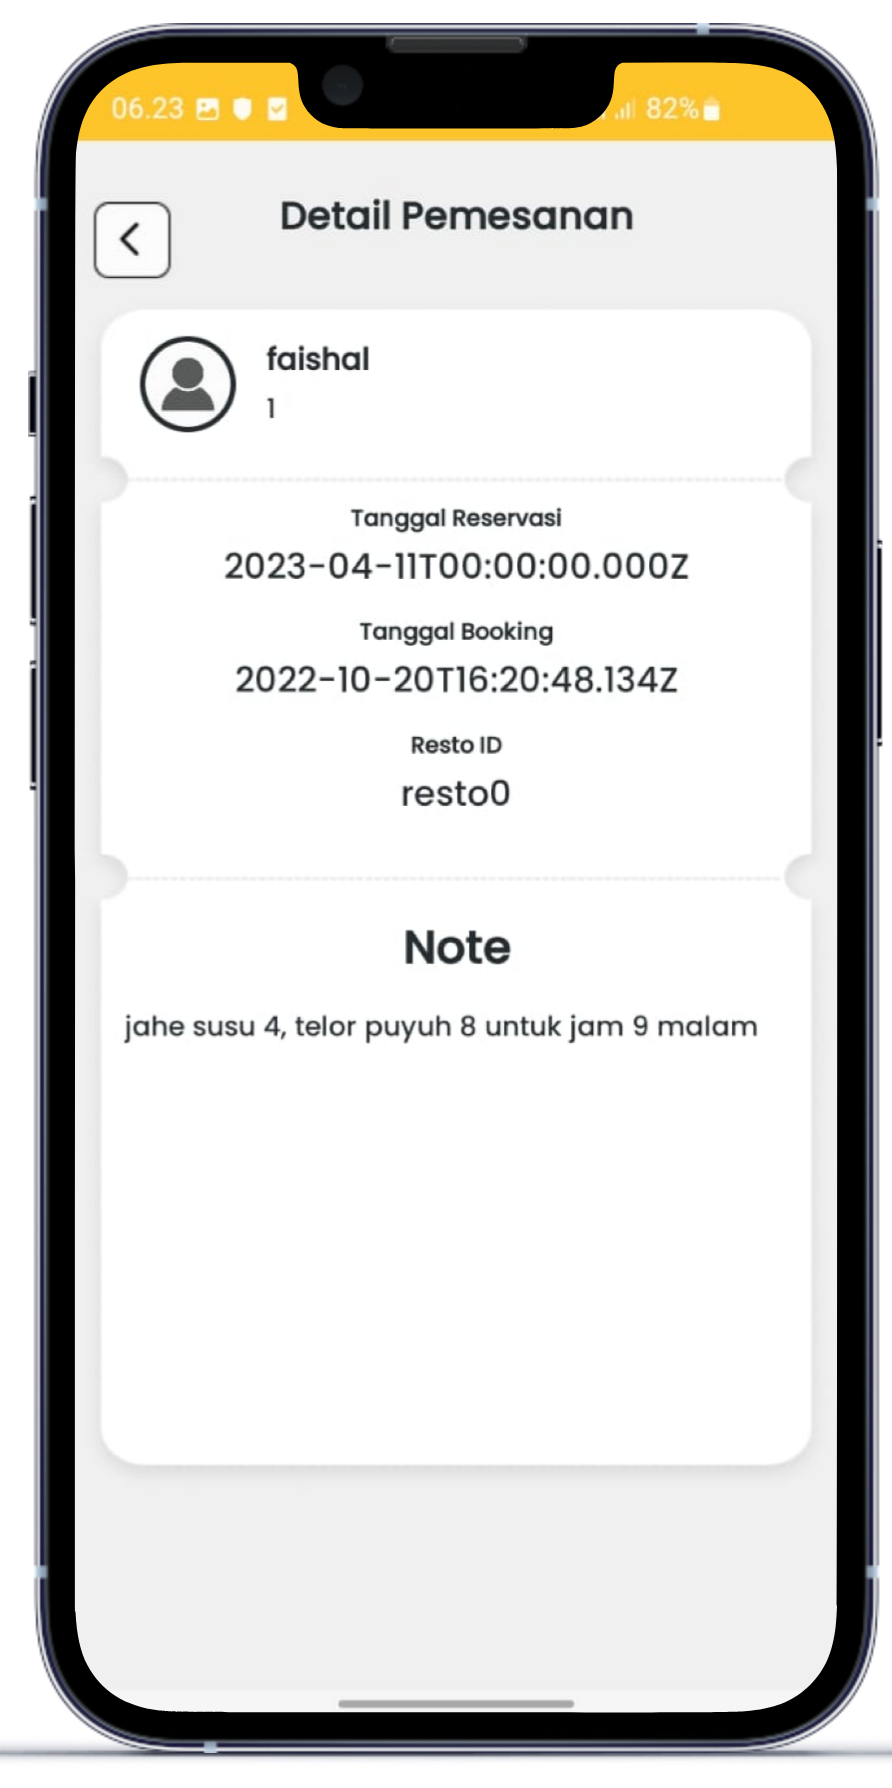 06.23 82%
Detail Pemesanan
faishal
1
Tanggal Reservasi
2023-04-11T00:00:00.000Z
Tanggal Booking
2022-10-20T16:20:48.134Z
Resto ID
resto0
Note
jahe susu 4, telor puyuh 8 untuk jam 9 malam